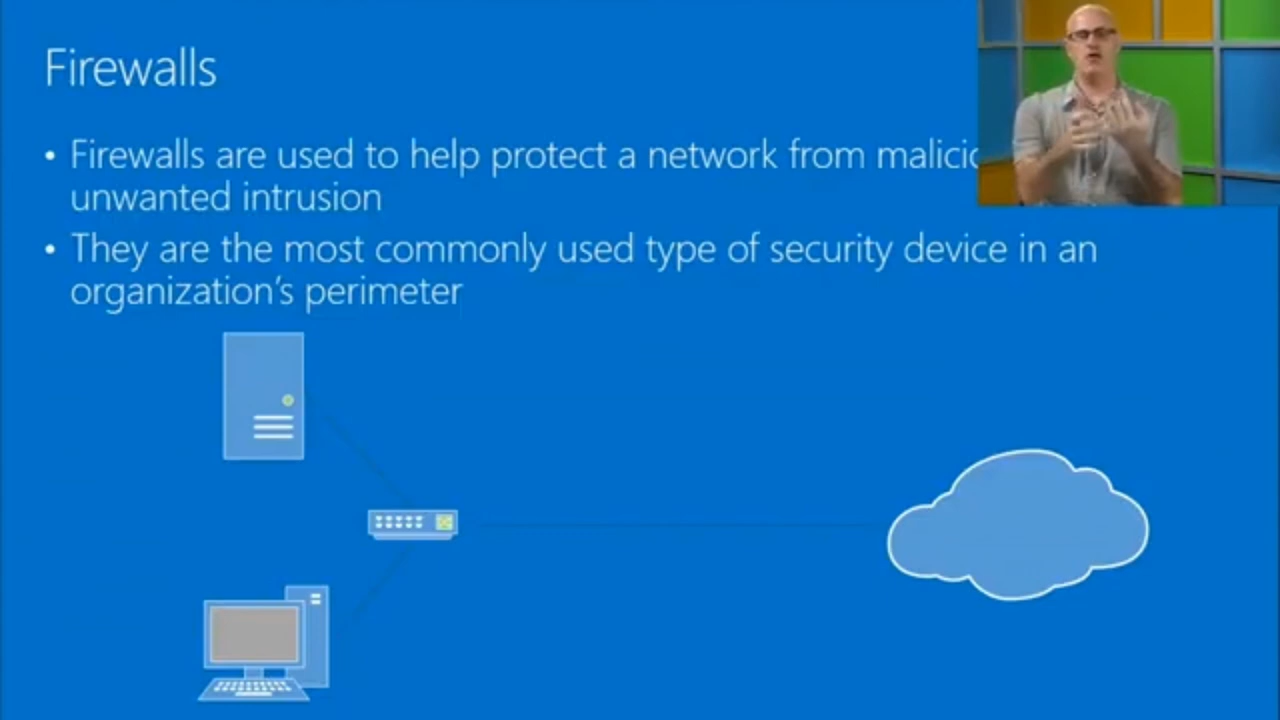 Firewalls
• Firewalls are used to help protect a network from
unwanted intrusion
• They are the most commonly used type of security device in an
organization's perimeter